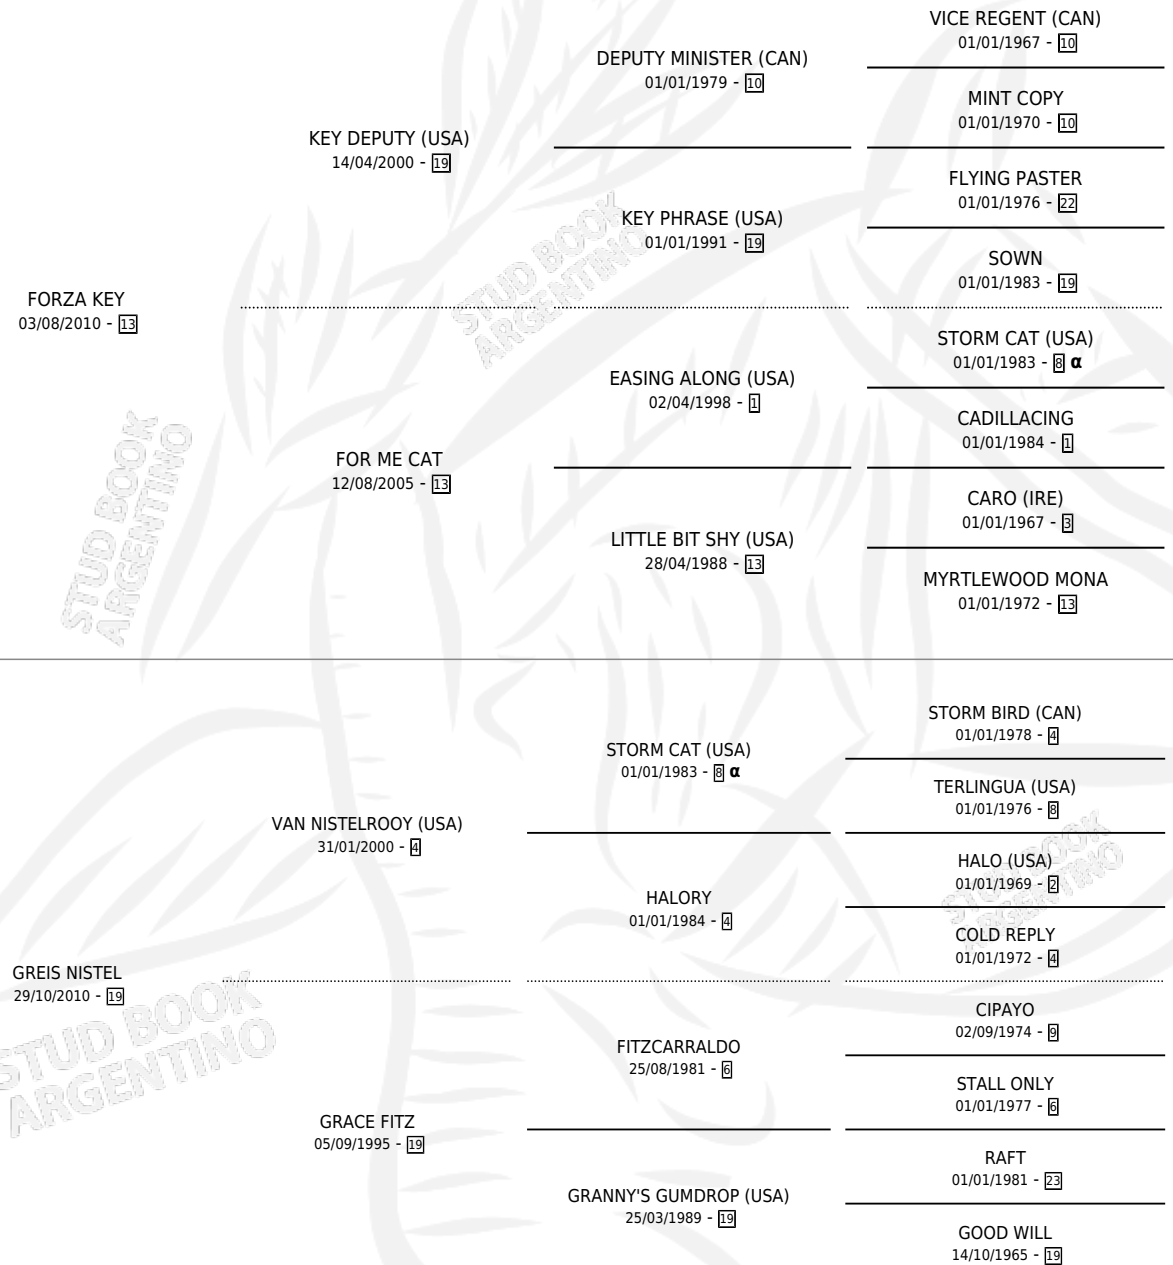 VICE REGENT (CAN)
01/01/1967 - 10
DEPUTY MINISTER (CAN)
01/01/1979 - 10
MINT COPY
01/01/1970 - 10
KEY DEPUTY (USA)
14/04/2000 - 19
FLYING PASTER
01/01/1976 - 22
KEY PHRASE (USA)
01/01/1991 - 19
SOWN
01/01/1983 - 19
FORZA KEY
03/08/2010 - 13
STORM CAT (USA)
01/01/1983 - 8 α
EASING ALONG (USA)
02/04/1998 - 1
CADILLACING
01/01/1984 - 1
FOR ME CAT
12/08/2005 - 13
CARO (IRE)
01/01/1967 - 3
LITTLE BIT SHY (USA)
28/04/1988 - 13
MYRTLEWOOD MONA
01/01/1972 - 13
STORM BIRD (CAN)
01/01/1978 - 4
STORM CAT (USA)
01/01/1983 - 8 α
TERLINGUA (USA)
01/01/1976 - 8
VAN NISTELROOY (USA)
31/01/2000 - 4
HALO (USA)
01/01/1969 - 2
HALORY
01/01/1984 - 4
COLD REPLY
01/01/1972 - 4
GREIS NISTEL
29/10/2010 - 19
CIPAYO
02/09/1974 - 9
FITZCARRALDO
25/08/1981 - 6
STALL ONLY
01/01/1977 - 6
GRACE FITZ
05/09/1995 - 19
RAFT
01/01/1981 - 23
GRANNY'S GUMDROP (USA)
25/03/1989 - 19
GOOD WILL
14/10/1965 - 19
STUD BOOK
ARGENTINO
STUD BOOK
ARGENTINO
STUD BOOK
ARGENTINO
STUD BOOK
ARGENTINO